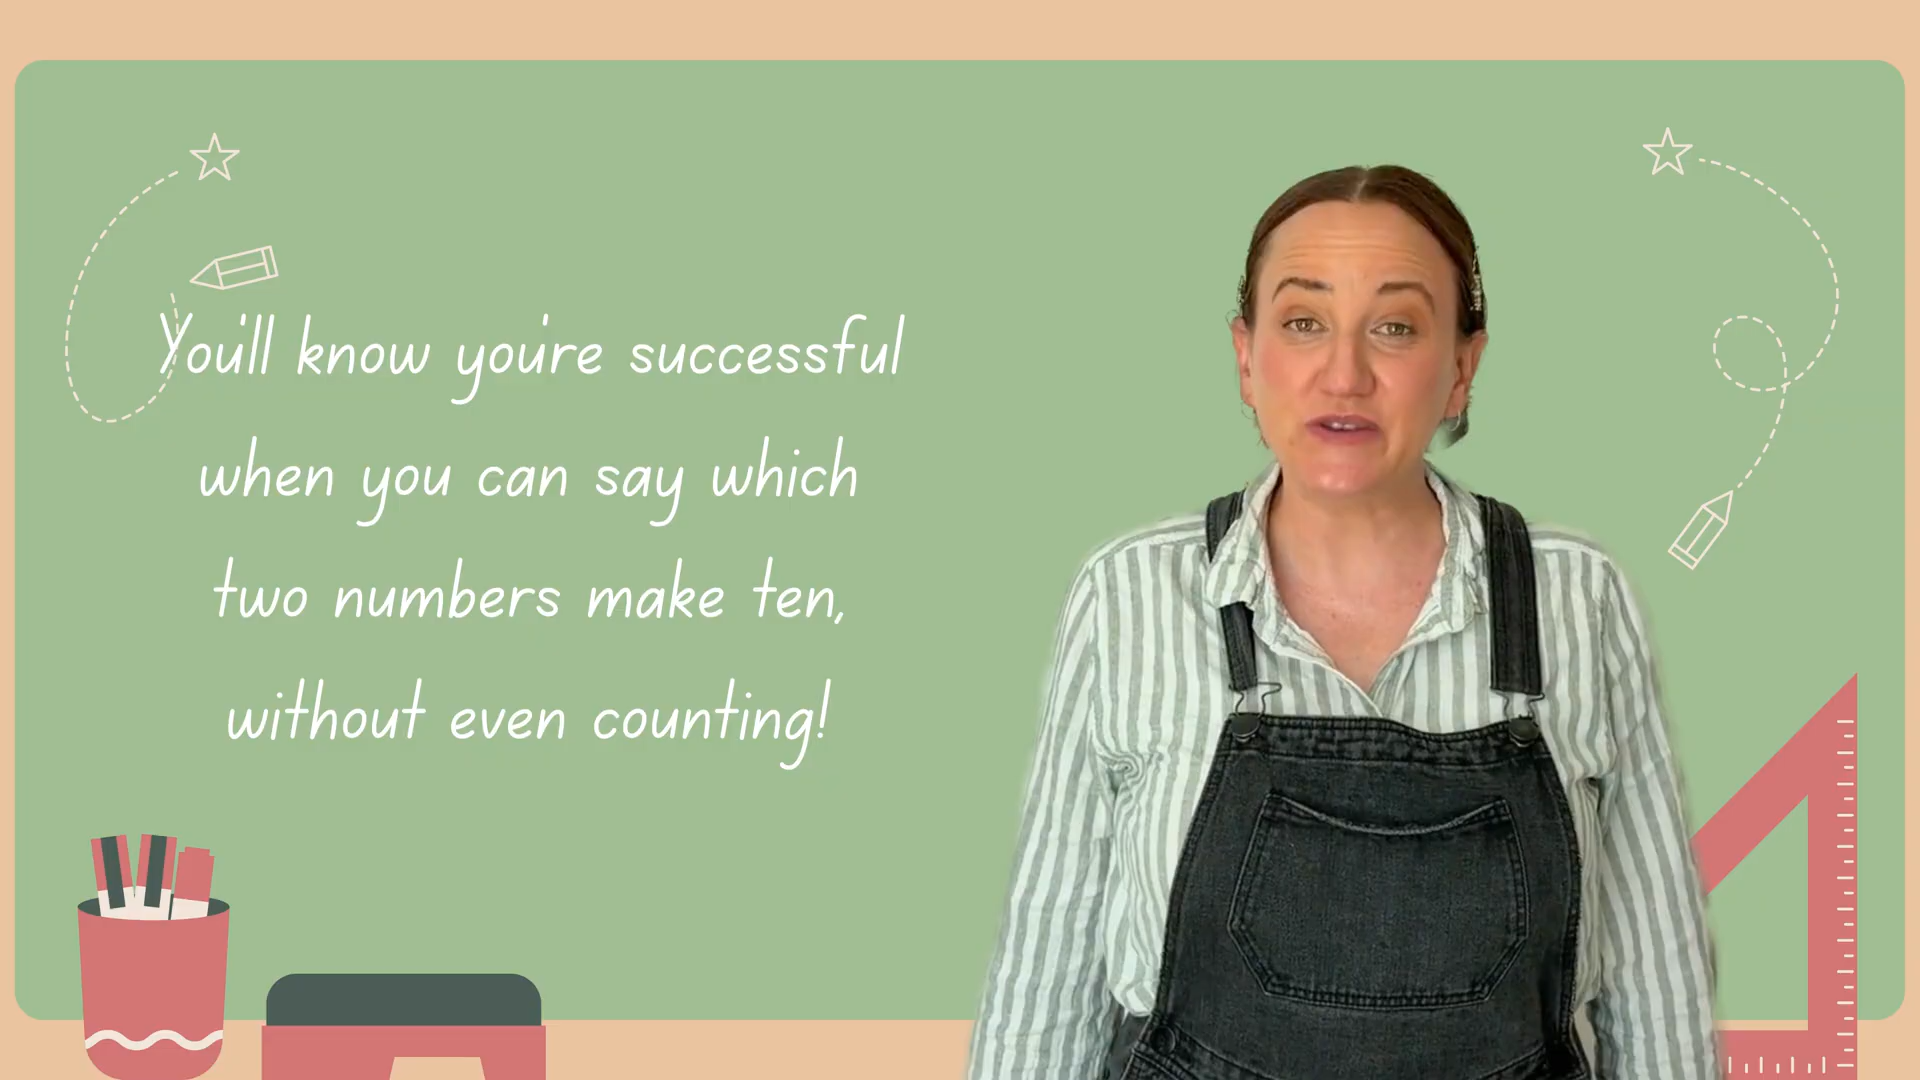 You'll know you're successful
when you can say which
two numbers make ten,
without even counting!